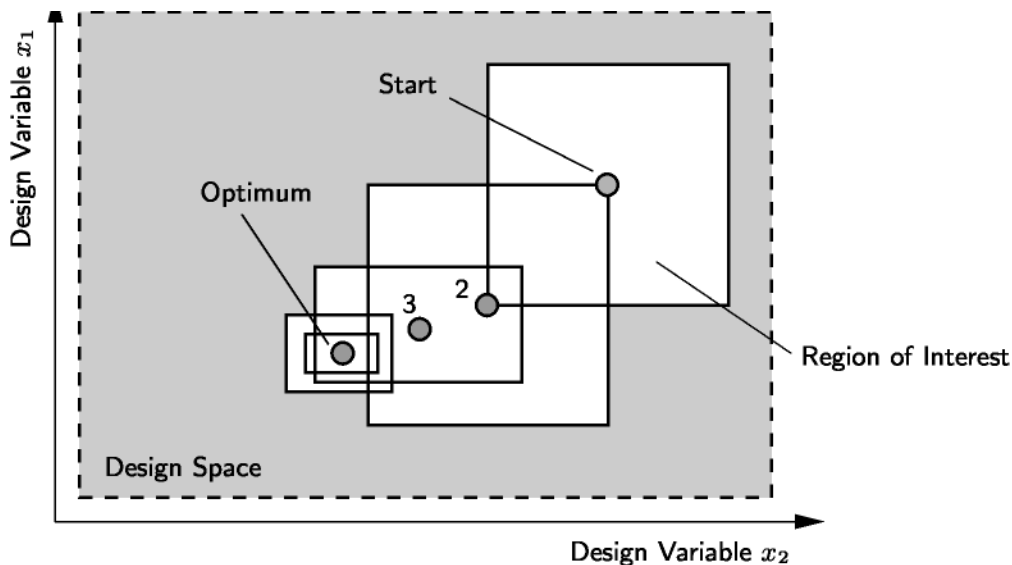 Design Variable x₁
Start
Optimum
2
3
Region of Interest
Design Space
Design Variable x₂